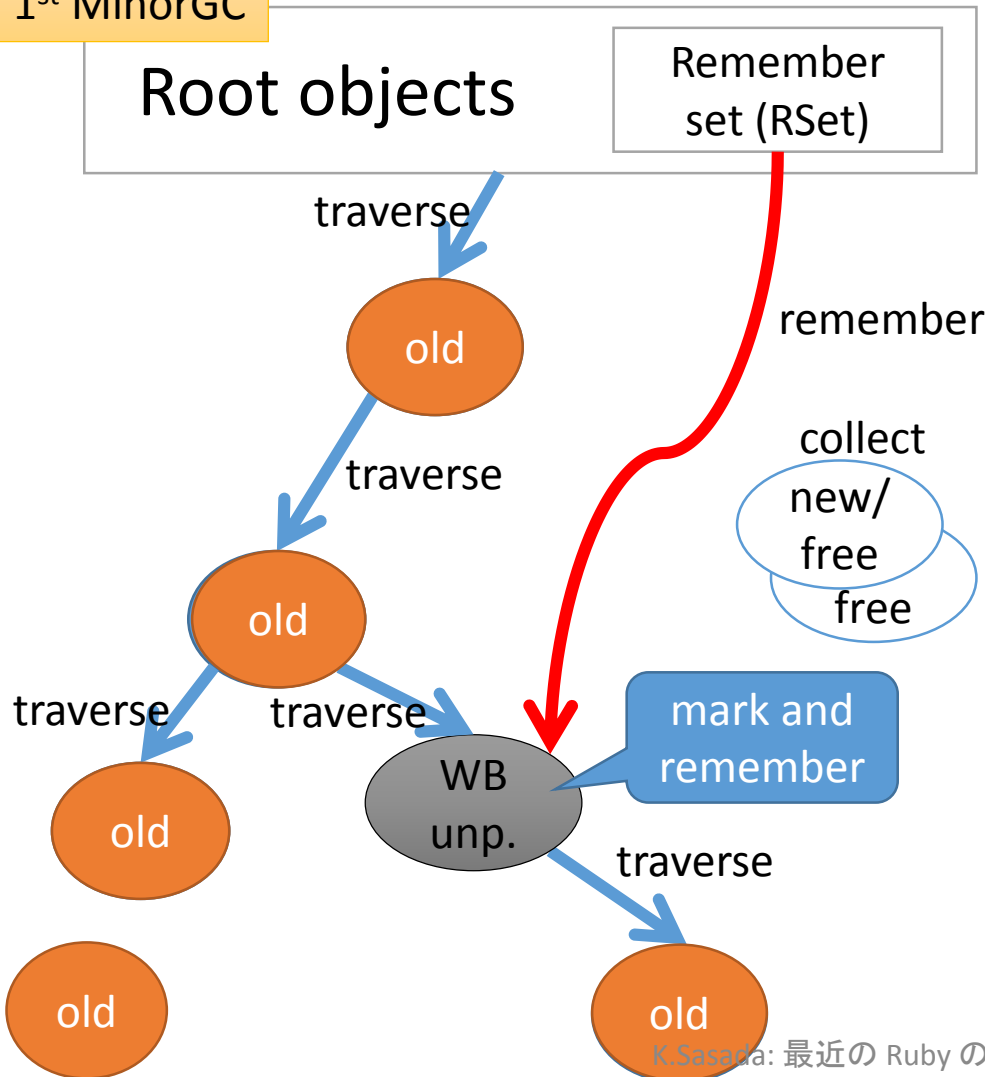 1st MinorGC
Root objects
Remember
set (RSet)
traverse
remember
old
collect
traverse
new/
free
free
old
traverse
traverse
mark and
remember
WB
unp.
old
traverse
old
old
K.Sasada: 最近の Ruby の